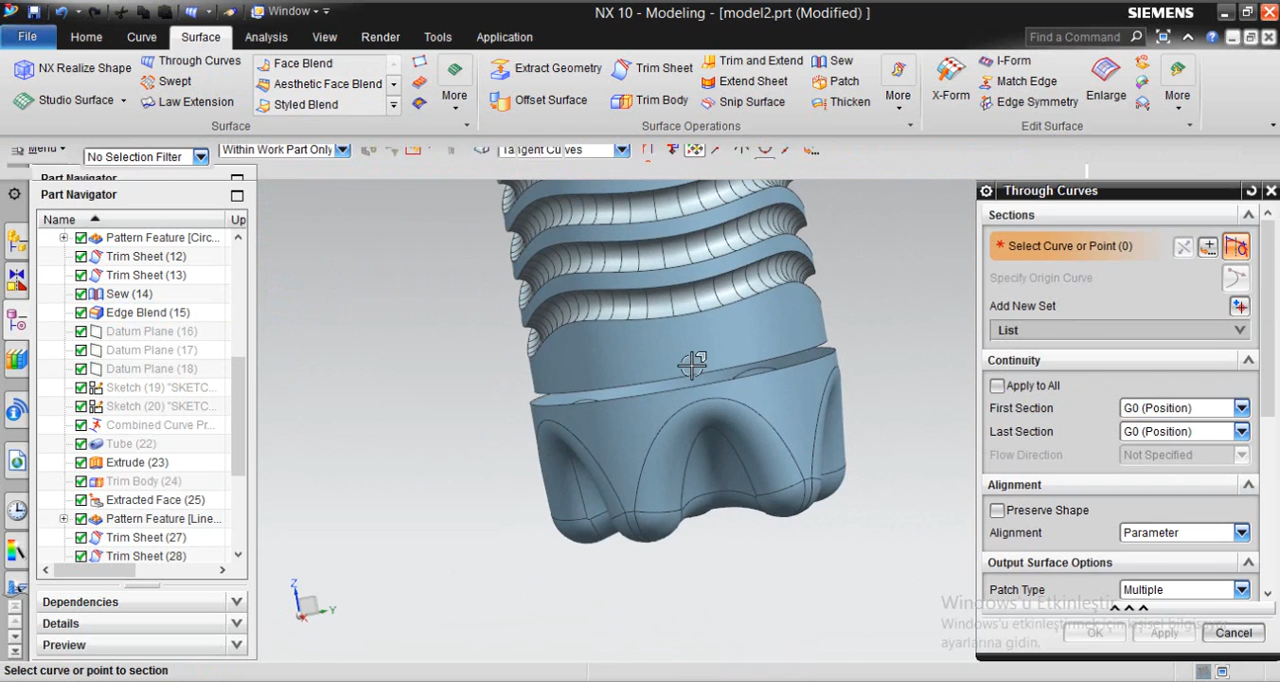 Window
NX 10 - Modeling - [model2.prt (Modified) ]
SIEMENS
File
Home
Curve
Surface
Analysis
View
Render
Tools
Application
Find a Command
NX Realize Shape
Studio Surface
Through Curves
Swept
Law Extension
Face Blend
Aesthetic Face Blend
Styled Blend
More
Surface
Extract Geometry
Offset Surface
Trim Sheet
Trim Body
Trim and Extend
Extend Sheet
Snip Surface
Sew
Patch
Thicken
More
Surface Operations
X-Form
I-Form
Match Edge
Edge Symmetry
Enlarge
More
Edit Surface
Menu
No Selection Filter
Within Work Part Only
Tangent Curves
Part Navigator
Part Navigator
Name
Up
Pattern Feature [Circ...
Trim Sheet (12)
Trim Sheet (13)
Sew (14)
Edge Blend (15)
Datum Plane (16)
Datum Plane (17)
Datum Plane (18)
Sketch (19) "SKETC...
Sketch (20) "SKETC...
Combined Curve Pr...
Tube (22)
Extrude (23)
Trim Body (24)
Extracted Face (25)
Pattern Feature [Line...
Trim Sheet (27)
Trim Sheet (28)
Dependencies
Details
Preview
Z
Y
X
Through Curves
Sections
* Select Curve or Point (0)
Specify Origin Curve
Add New Set
List
Continuity
Apply to All
First Section
G0 (Position)
Last Section
G0 (Position)
Flow Direction
Not Specified
Alignment
Preserve Shape
Alignment
Parameter
Output Surface Options
Patch Type
Multiple
Windows'u Etkinleştir
Windows'u etkinleştirmek için kişisel bilgisayar
ayarlarına gidin.
OK
Apply
Cancel
Select curve or point to section